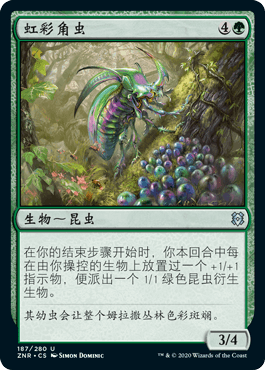 虹彩角虫
4
生物～昆虫
在你的结束步骤开始时，你本回合中每
在由你操控的生物上放置过一个 +1/+1
指示物，便派出一个 1/1 绿色昆虫衍生
生物。
其幼虫会让整个姆拉撒丛林色彩斑斓。
3/4
187/280 U
ZNR • CS SIMON DOMINIC
™ & © 2020 Wizards of the Coast